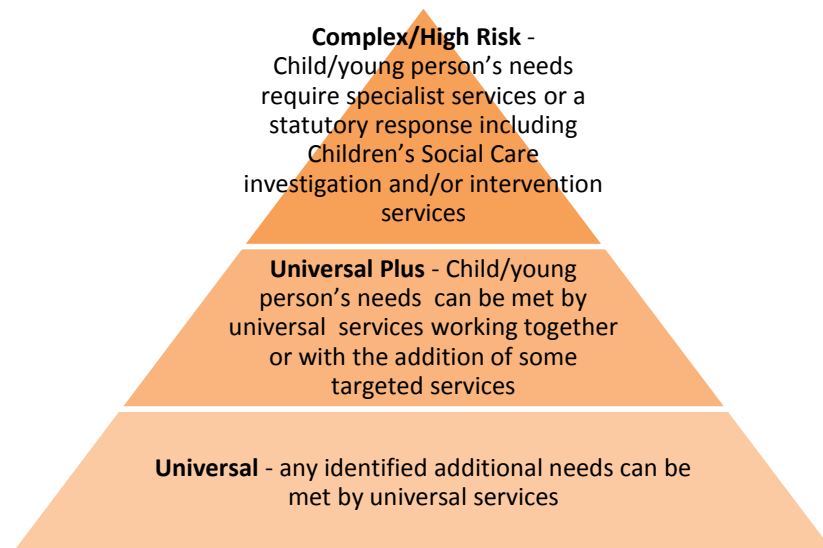 Complex/High Risk -
Child/young person’s needs
require specialist services or a
statutory response including
Children’s Social Care
investigation and/or intervention
services
Universal Plus - Child/young
person’s needs  can be met by
universal  services working together
or with the addition of some
targeted services
Universal - any identified additional needs can be
met by universal services